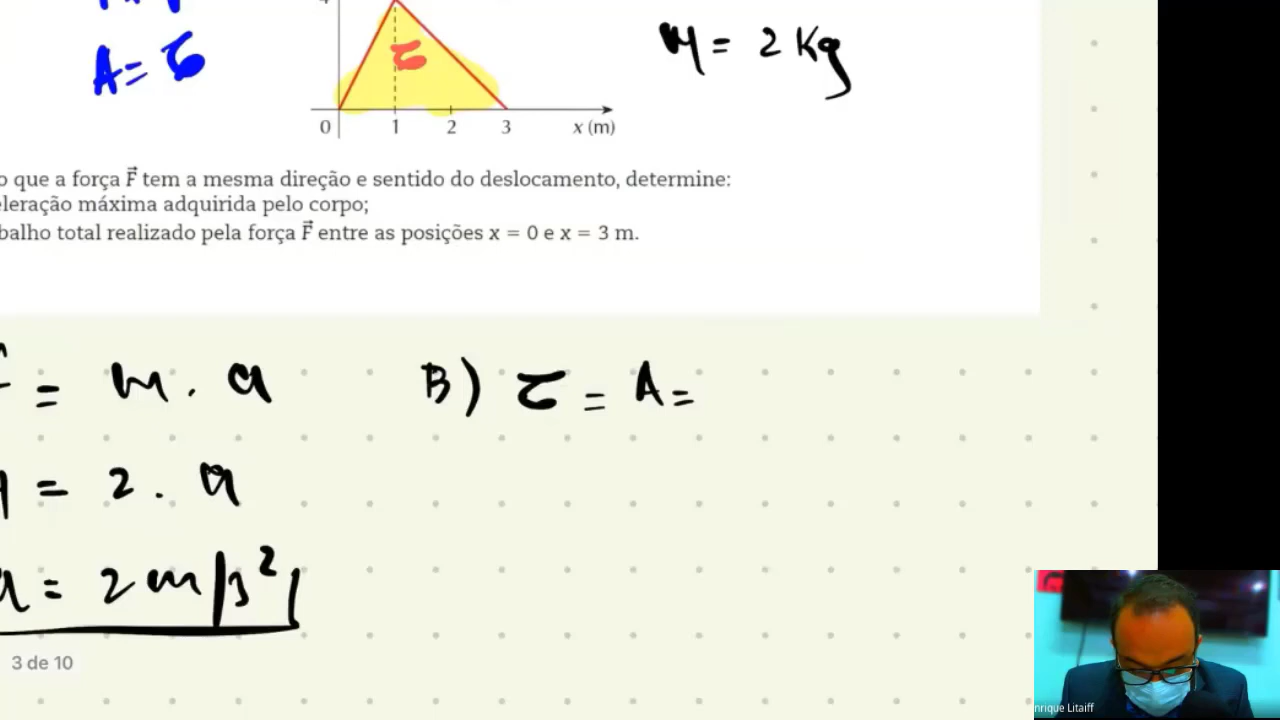 A = τ
τ
m = 2 Kg
0 1 2 3 x (m)
o que a força F⃗ tem a mesma direção e sentido do deslocamento, determine:
eleração máxima adquirida pelo corpo;
balho total realizado pela força F⃗ entre as posições x = 0 e x = 3 m.
= m . a
B) τ = A =
= 2 . a
a = 2 m/s²
3 de 10
nrique Litaiff